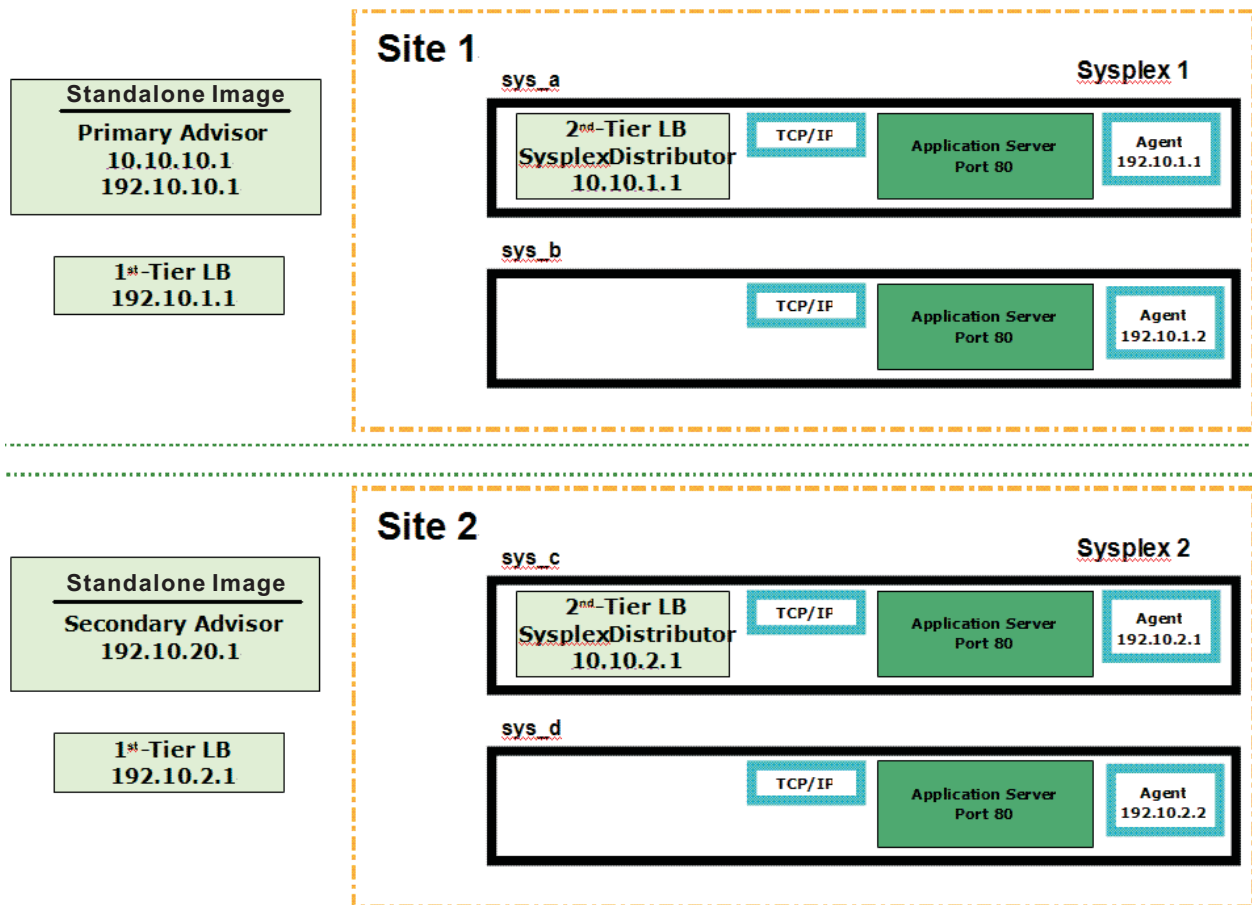 Site 1
Sysplex 1
Standalone Image
Primary Advisor
10.10.10.1
192.10.10.1
1st-Tier LB
192.10.1.1
sys_a
2nd-Tier LB
SysplexDistributor
10.10.1.1
TCP/IP
Application Server
Port 80
Agent
192.10.1.1
sys_b
TCP/IP
Application Server
Port 80
Agent
192.10.1.2
Site 2
Sysplex 2
Standalone Image
Secondary Advisor
192.10.20.1
1st-Tier LB
192.10.2.1
sys_c
2nd-Tier LB
SysplexDistributor
10.10.2.1
TCP/IP
Application Server
Port 80
Agent
192.10.2.1
sys_d
TCP/IP
Application Server
Port 80
Agent
192.10.2.2